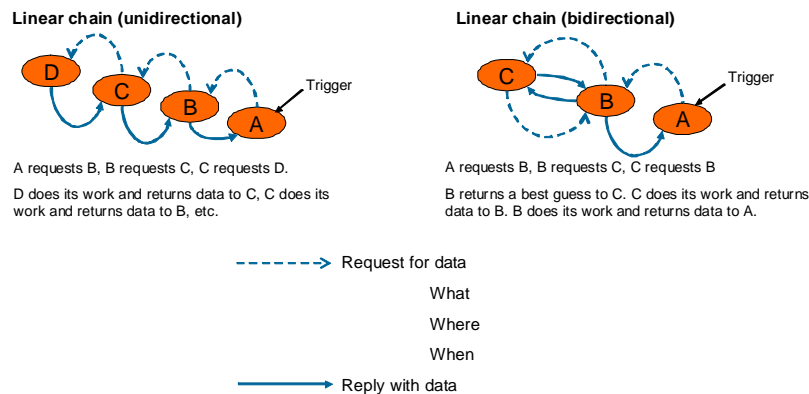 Linear chain (unidirectional)
D
C
B
A
Trigger
A requests B, B requests C, C requests D.
D does its work and returns data to C, C does its
work and returns data to B, etc.
Linear chain (bidirectional)
C
B
A
Trigger
A requests B, B requests C, C requests B
B returns a best guess to C. C does its work and returns
data to B. B does its work and returns data to A.
Request for data
What
Where
When
Reply with data